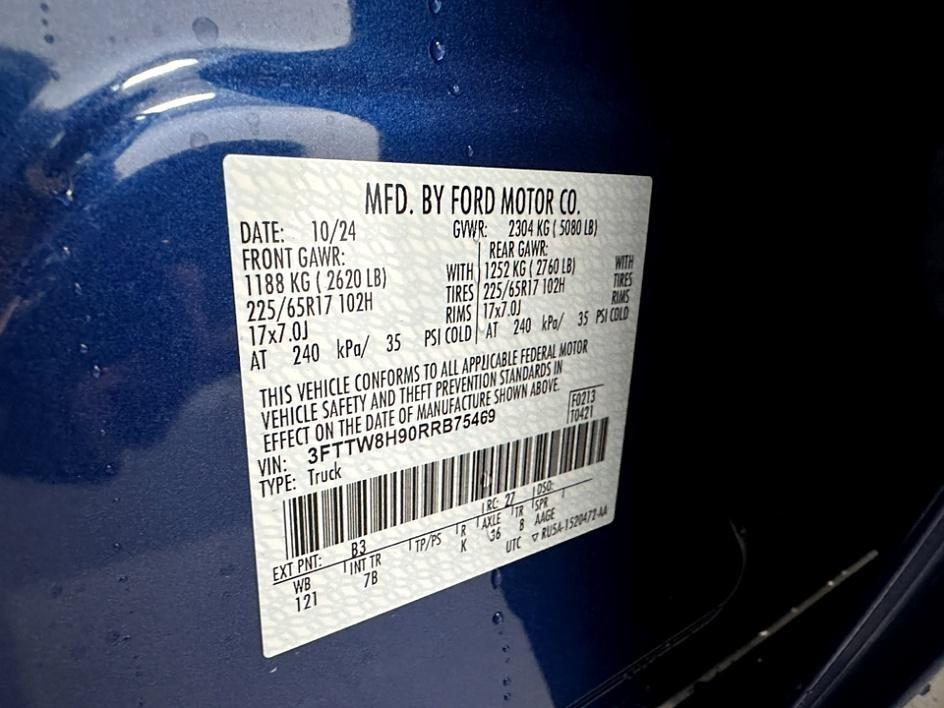 MFD. BY FORD MOTOR CO.
DATE: 10/24 GVWR: 2304 KG ( 5080 LB)
FRONT GAWR: REAR GAWR:
1188 KG ( 2620 LB) WITH 1252 KG ( 2760 LB) WITH
225/65R17 102H TIRES 225/65R17 102H TIRES
17x7.0J RIMS 17x7.0J RIMS
AT 240 kPa/ 35 PSI COLD AT 240 kPa/ 35 PSI COLD
THIS VEHICLE CONFORMS TO ALL APPLICABLE FEDERAL MOTOR
VEHICLE SAFETY AND THEFT PREVENTION STANDARDS IN
EFFECT ON THE DATE OF MANUFACTURE SHOWN ABOVE.
F0213
VIN: 3FTTW8H90RRB75469 T0421
TYPE: Truck
RC: 27 DSO:
EXT PNT: B3
WB INT TR TP/PS R AXLE TR SPR
121 7B K 36 8 AAGE
UTC ▽ RU5A-1520472-AA